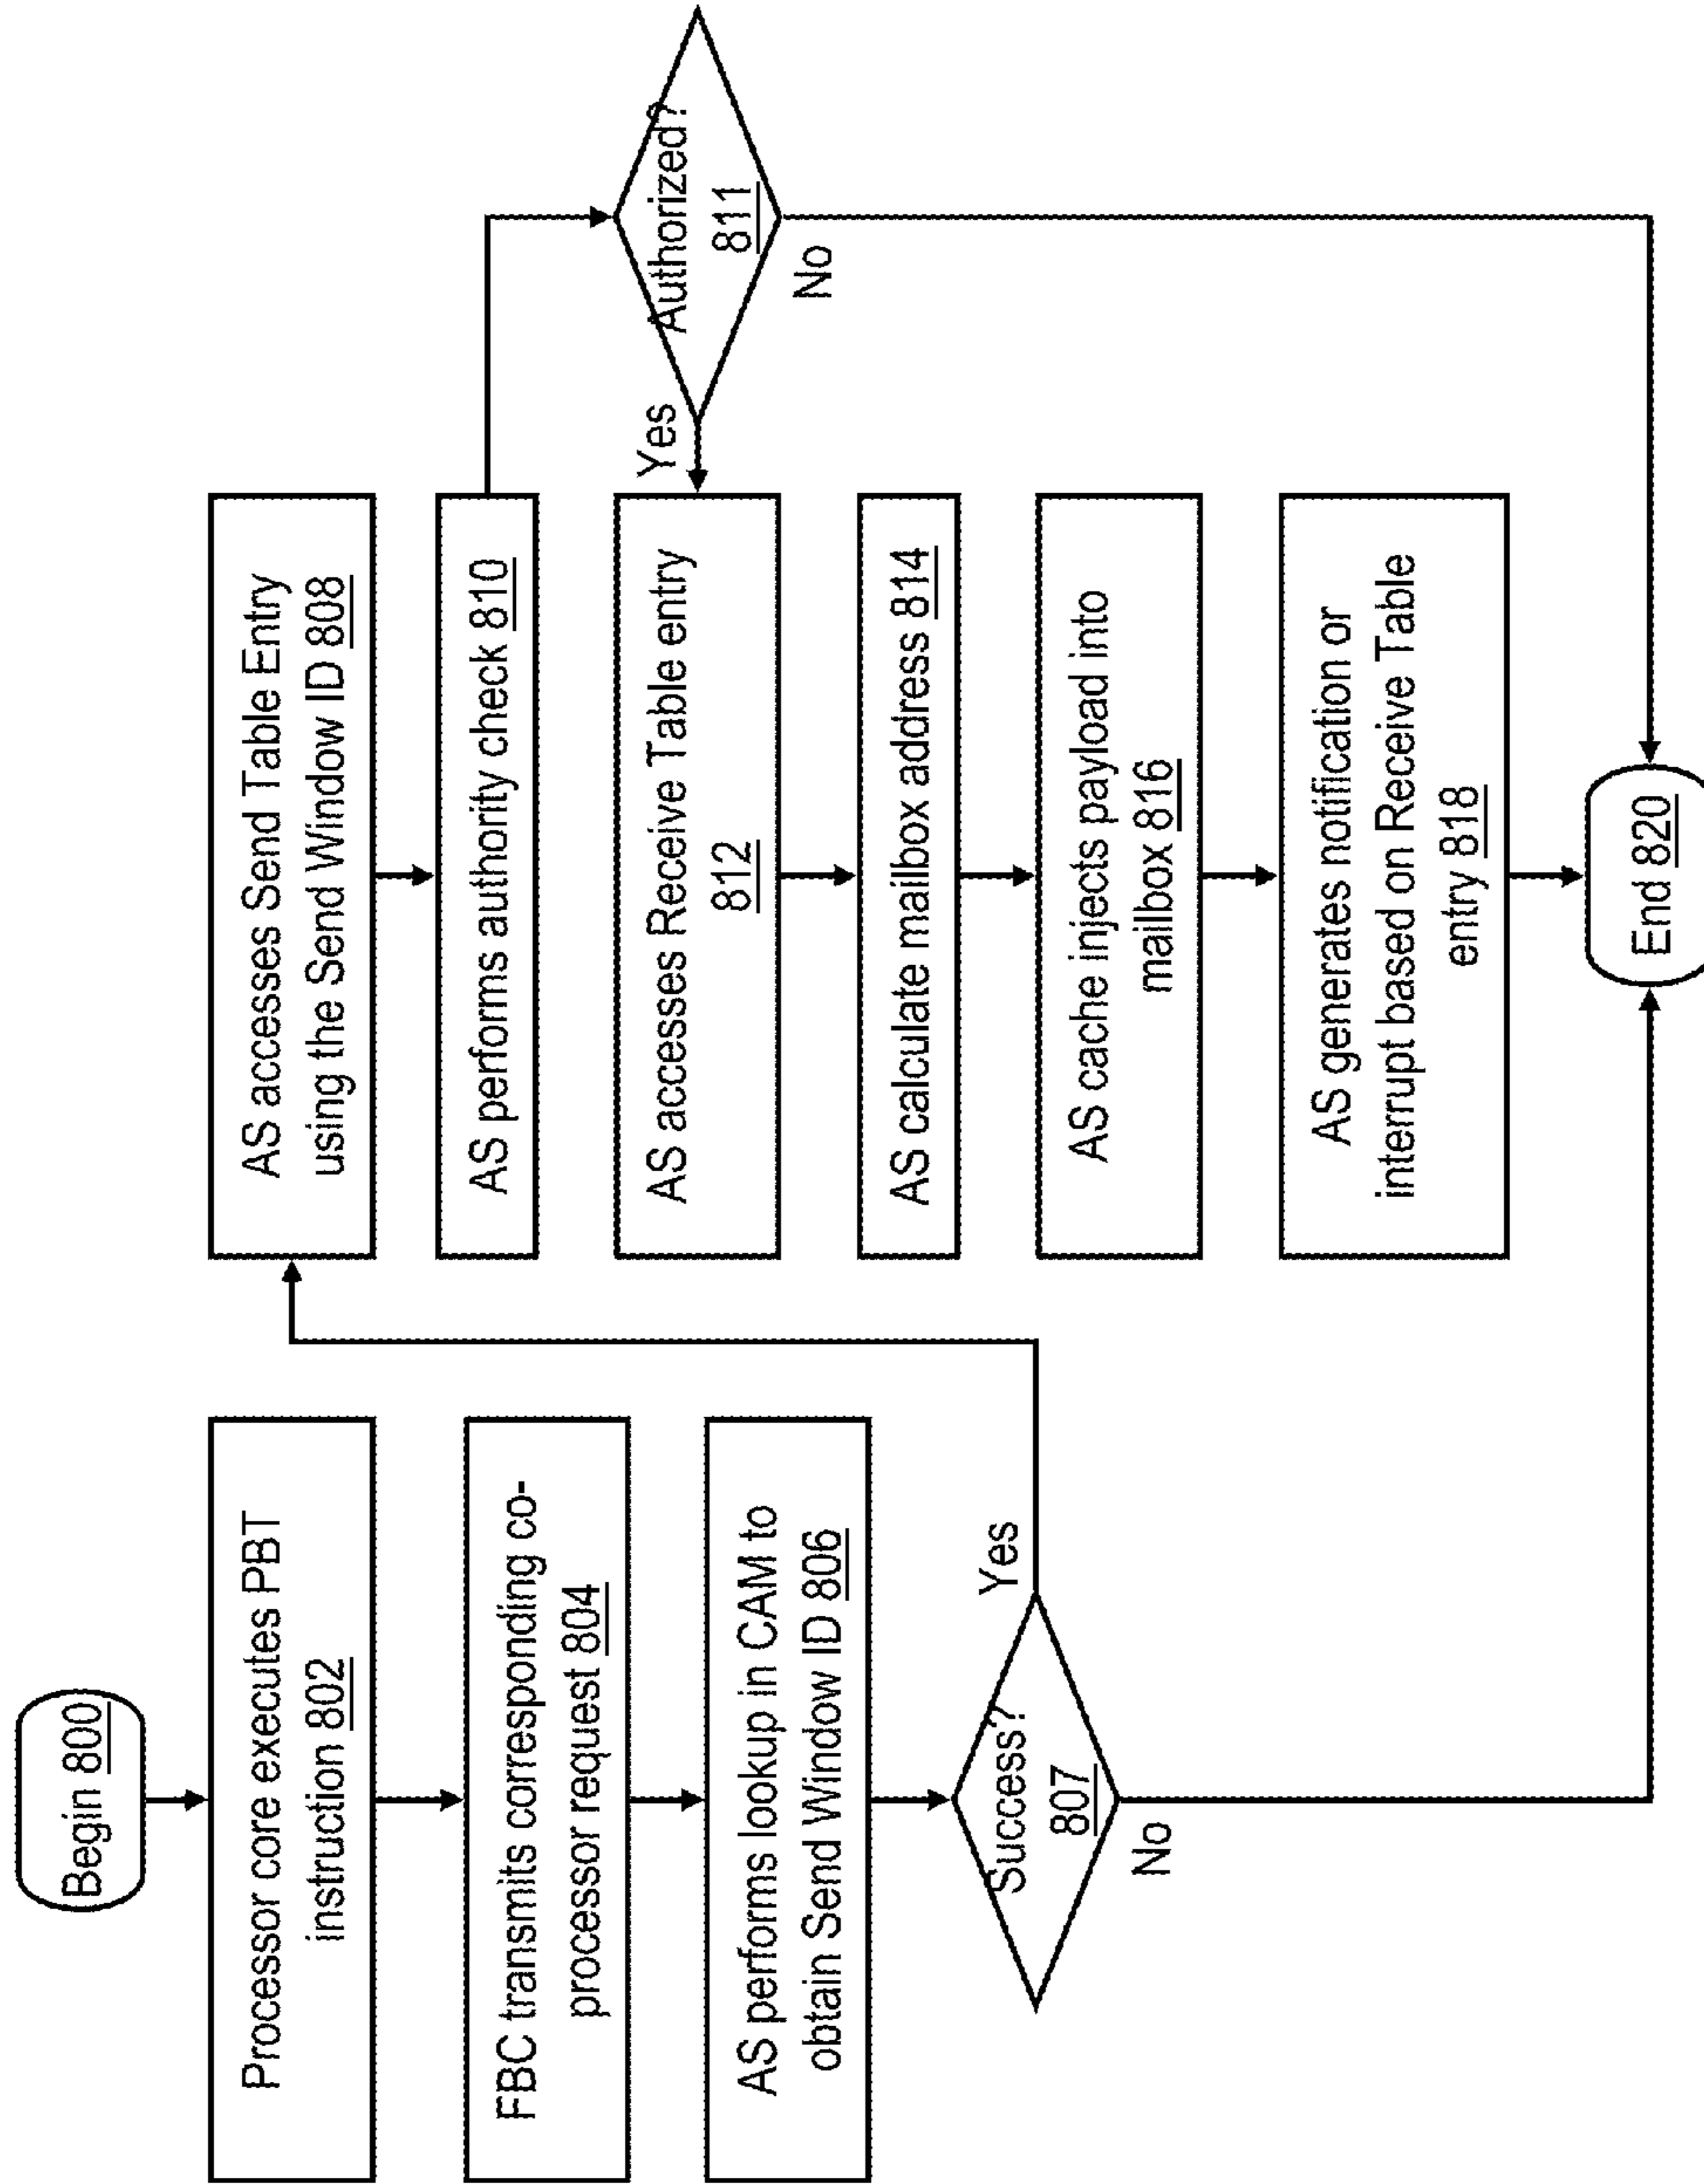 Begin 800
Processor core executes PBT
instruction 802
FBC transmits corresponding co-
processor request 804
AS performs lookup in CAM to
obtain Send Window ID 806
Success?
807
Yes
No
AS accesses Send Table Entry
using the Send Window ID 808
AS performs authority check 810
Authorized?
811
Yes
No
AS accesses Receive Table entry
812
AS calculate mailbox address 814
AS cache injects payload into
mailbox 816
AS generates notification or
interrupt based on Receive Table
entry 818
End 820